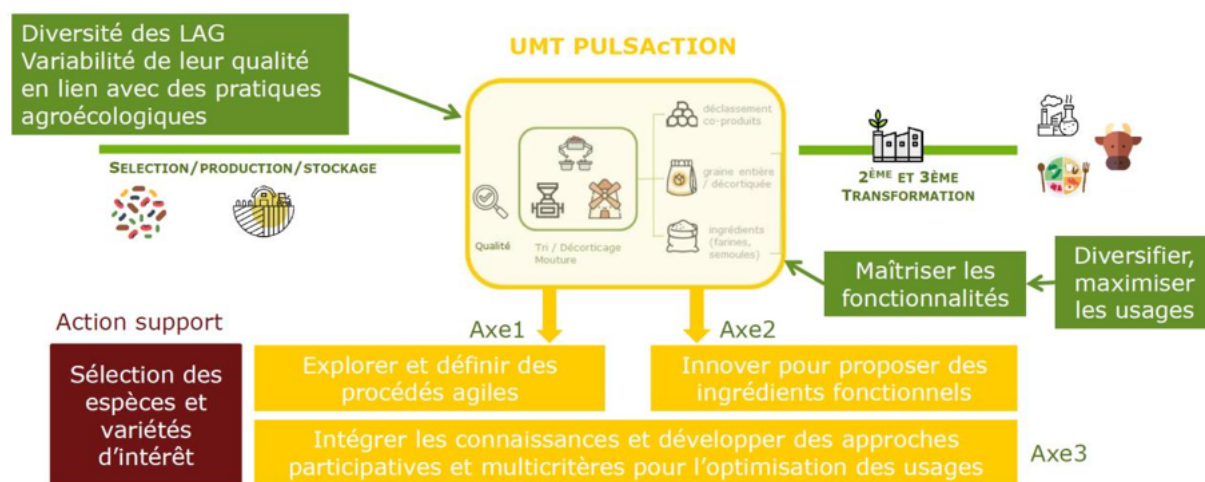 Diversité des LAG
Variabilité de leur qualité
en lien avec des pratiques
agroécologiques
UMT PULSAcTION
déclassement
co-produits
graine entière
/ décortiquée
ingrédients
(farines,
semoules)
Qualité
Tri / Décorticage
Mouture
SELECTION/PRODUCTION/STOCKAGE
2ÈME ET 3ÈME
TRANSFORMATION
Maîtriser les
fonctionnalités
Diversifier,
maximiser
les usages
Action support
Sélection des
espèces et
variétés
d'intérêt
Axe1
Explorer et définir des
procédés agiles
Axe2
Innover pour proposer des
ingrédients fonctionnels
Intégrer les connaissances et développer des approches
participatives et multicritères pour l'optimisation des usages
Axe3